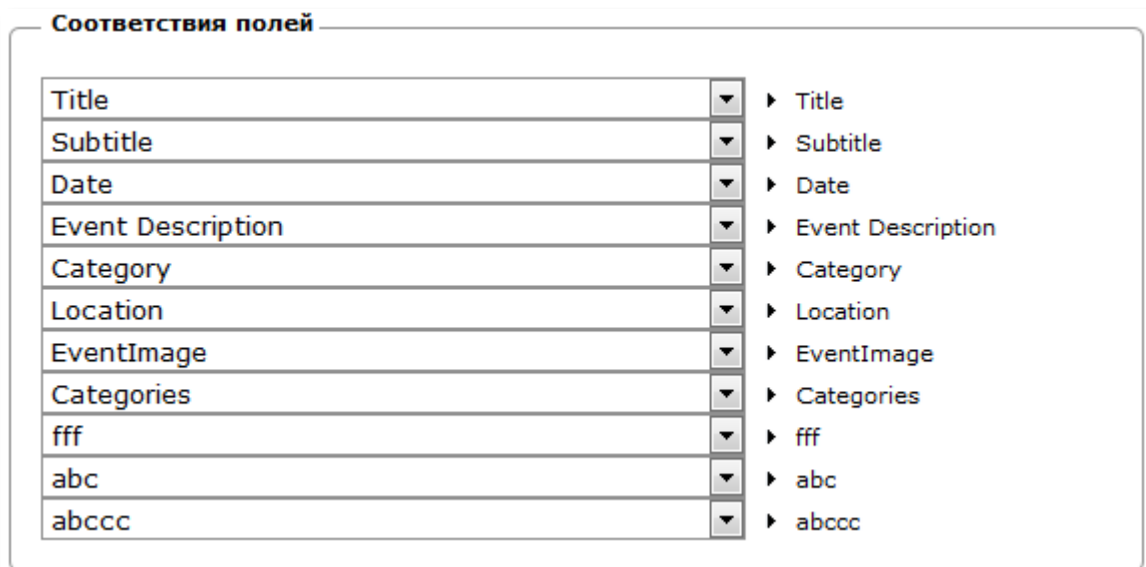 Соответствия полей
Title Title
Subtitle Subtitle
Date Date
Event Description Event Description
Category Category
Location Location
EventImage EventImage
Categories Categories
fff fff
abc abc
abccc abccc